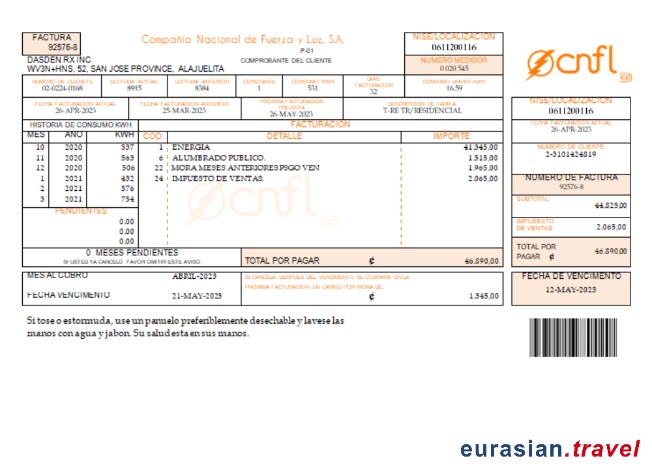 FACTURA
92576-8
Compañía Nacional de Fuerza y Luz, S.A.
P-01
COMPROBANTE DEL CLIENTE
NISE/LOCALIZACIÓN
0611200116
DASDEN RX INC
WV3N+HNS, 52, SAN JOSE PROVINCE, ALAJUELITA
NUMERO MEDIDOR
0 020 545
cnfl
NUMERO DE CLIENTE
LECTURA ACTUAL
LECTURA ANTERIOR
CONSTANTE
CONSUMO KWH
DIAS FACTURACION
CONSUMO DIARIO KWH
02-0224-0168
8915
8384
1
531
32
16.59
FECHA FACTURACION ACTUAL
FECHA FACTURACION ANTERIOR
PROXIMA FACTURACION PREVISTA
DESCRIPCION DE TARIFA
26-APR-2023
25-MAR-2023
26-MAY-2023
T-RE TR/RESIDENCIAL
NISE/LOCALIZACIÓN
0611200116
FECHA FACTURACION ACTUAL
26-APR-2023
NUMERO DE CLIENTE
2-3101424819
NUMERO DE FACTURA
92576-8
SUBTOTAL
44.825,00
IMPUESTO DE VENTAS.
2.065,00
TOTAL POR PAGAR ₡
46.890,00
FECHA DE VENCIMIENTO
12-MAY-2023
HISTORIA DE CONSUMO KWH
FACTURACIÓN
MES AÑO KWH
COD. DETALLE IMPORTE
10 2020 537
1 ENERGIA 41.345,00
11 2020 563
6 ALUMBRADO PUBLICO. 1.515,00
12 2020 506
22 MORA MESES ANTERIORES PSGO VEN 1.965,00
1 2021 432
24 IMPUESTO DE VENTAS. 2.065,00
2 2021 576
3 2021 754
cnfl
PENDIENTES
0.00
0.00
0.00
0 MESES PENDIENTES
SI USTED YA CANCELO FAVOR OMITIR ESTE AVISO
TOTAL POR PAGAR ₡ 46.890,00
MES AL COBRO ABRIL-2023
FECHA VENCIMIENTO 21-MAY-2023
SI CANCELA DESPUES DEL VENCIMIENTO SE COBRARA EN LA
PROXIMA FACTURACION UN CARGO POR MORA DE.
₡ 1.345,00
Si tose o estornuda, use un panuelo preferiblemente desechable y lavese las
manos con agua y jabon. Su salud esta en sus manos.
eurasian.travel